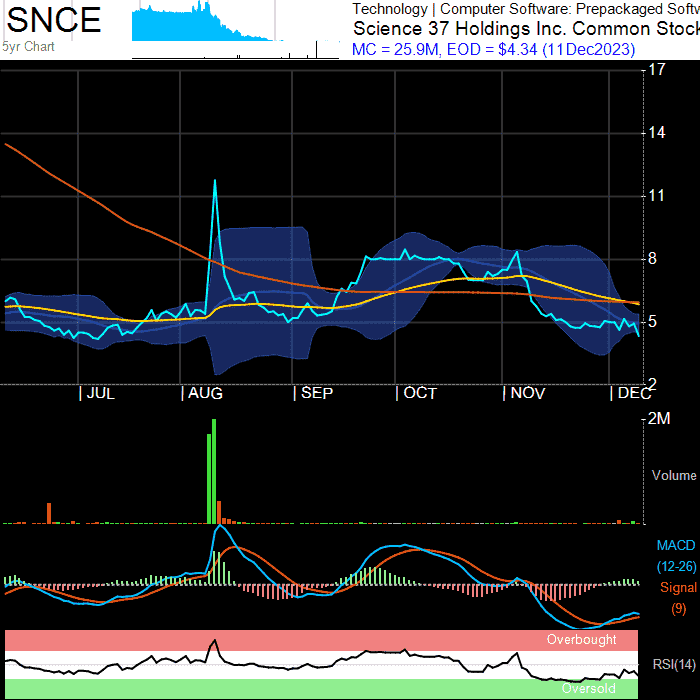 SNCE
5yr Chart
Technology | Computer Software: Prepackaged Softw
Science 37 Holdings Inc. Common Stock
MC = 25.9M, EOD = $4.34 (11Dec2023)
17
14
11
8
5
2
| JUL | AUG | SEP | OCT | NOV | DEC
2M
Volume
MACD
(12-26)
Signal
(9)
Overbought
RSI(14)
Oversold